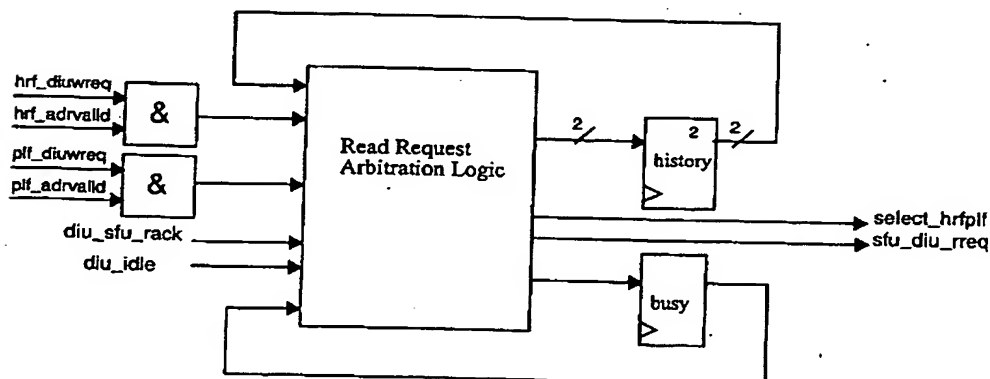 hrf_diuwreq
hrf_adrvalid
&
plf_diuwreq
plf_adrvalid
&
diu_sfu_rack
diu_idle
Read Request
Arbitration Logic
2
2
2
history
select_hrfplf
sfu_diu_rreq
busy